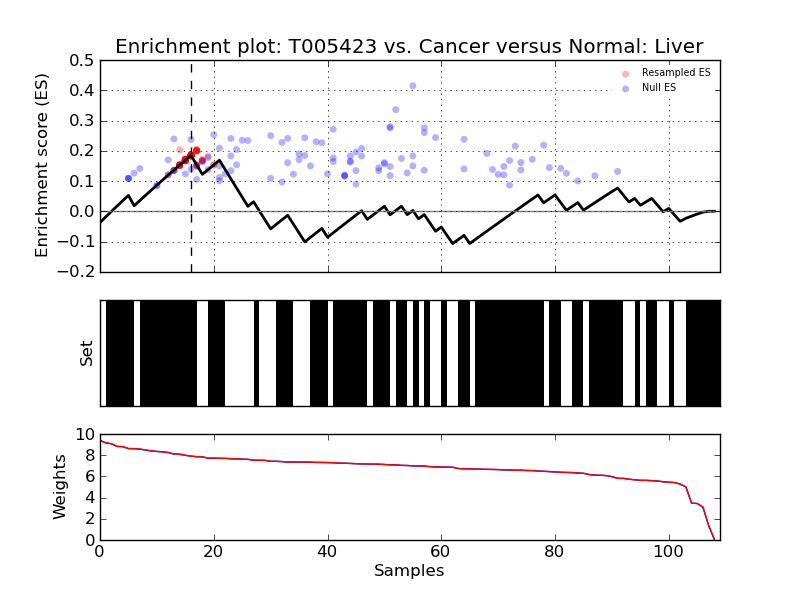 Enrichment plot: T005423 vs. Cancer versus Normal: Liver
Enrichment score (ES)
0.5
0.4
0.3
0.2
0.1
0.0
−0.1
−0.2
Resampled ES
Null ES
Set
Weights
10
8
6
4
2
0
0 20 40 60 80 100
Samples